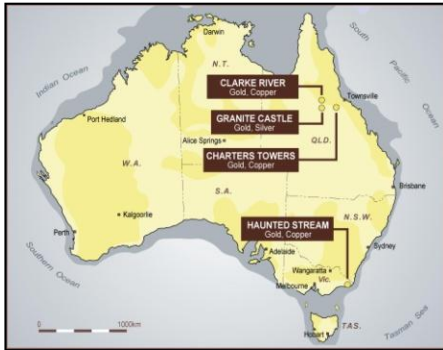 Darwin
South
Pacific
Ocean
Indian Ocean
N.T.
CLARKE RIVER
Gold, Copper
Townsville
Port Hedland
GRANITE CASTLE
Gold, Silver
Alice Springs
QLD.
CHARTERS TOWERS
Gold, Copper
W.A.
S.A.
Brisbane
N.S.W.
HAUNTED STREAM
Gold, Copper
Kalgoorlie
Perth
Sydney
Adelaide
Southern Ocean
Wangaratta
Vic.
Melbourne
0 1000km
TAS.
Hobart
Tasman Sea